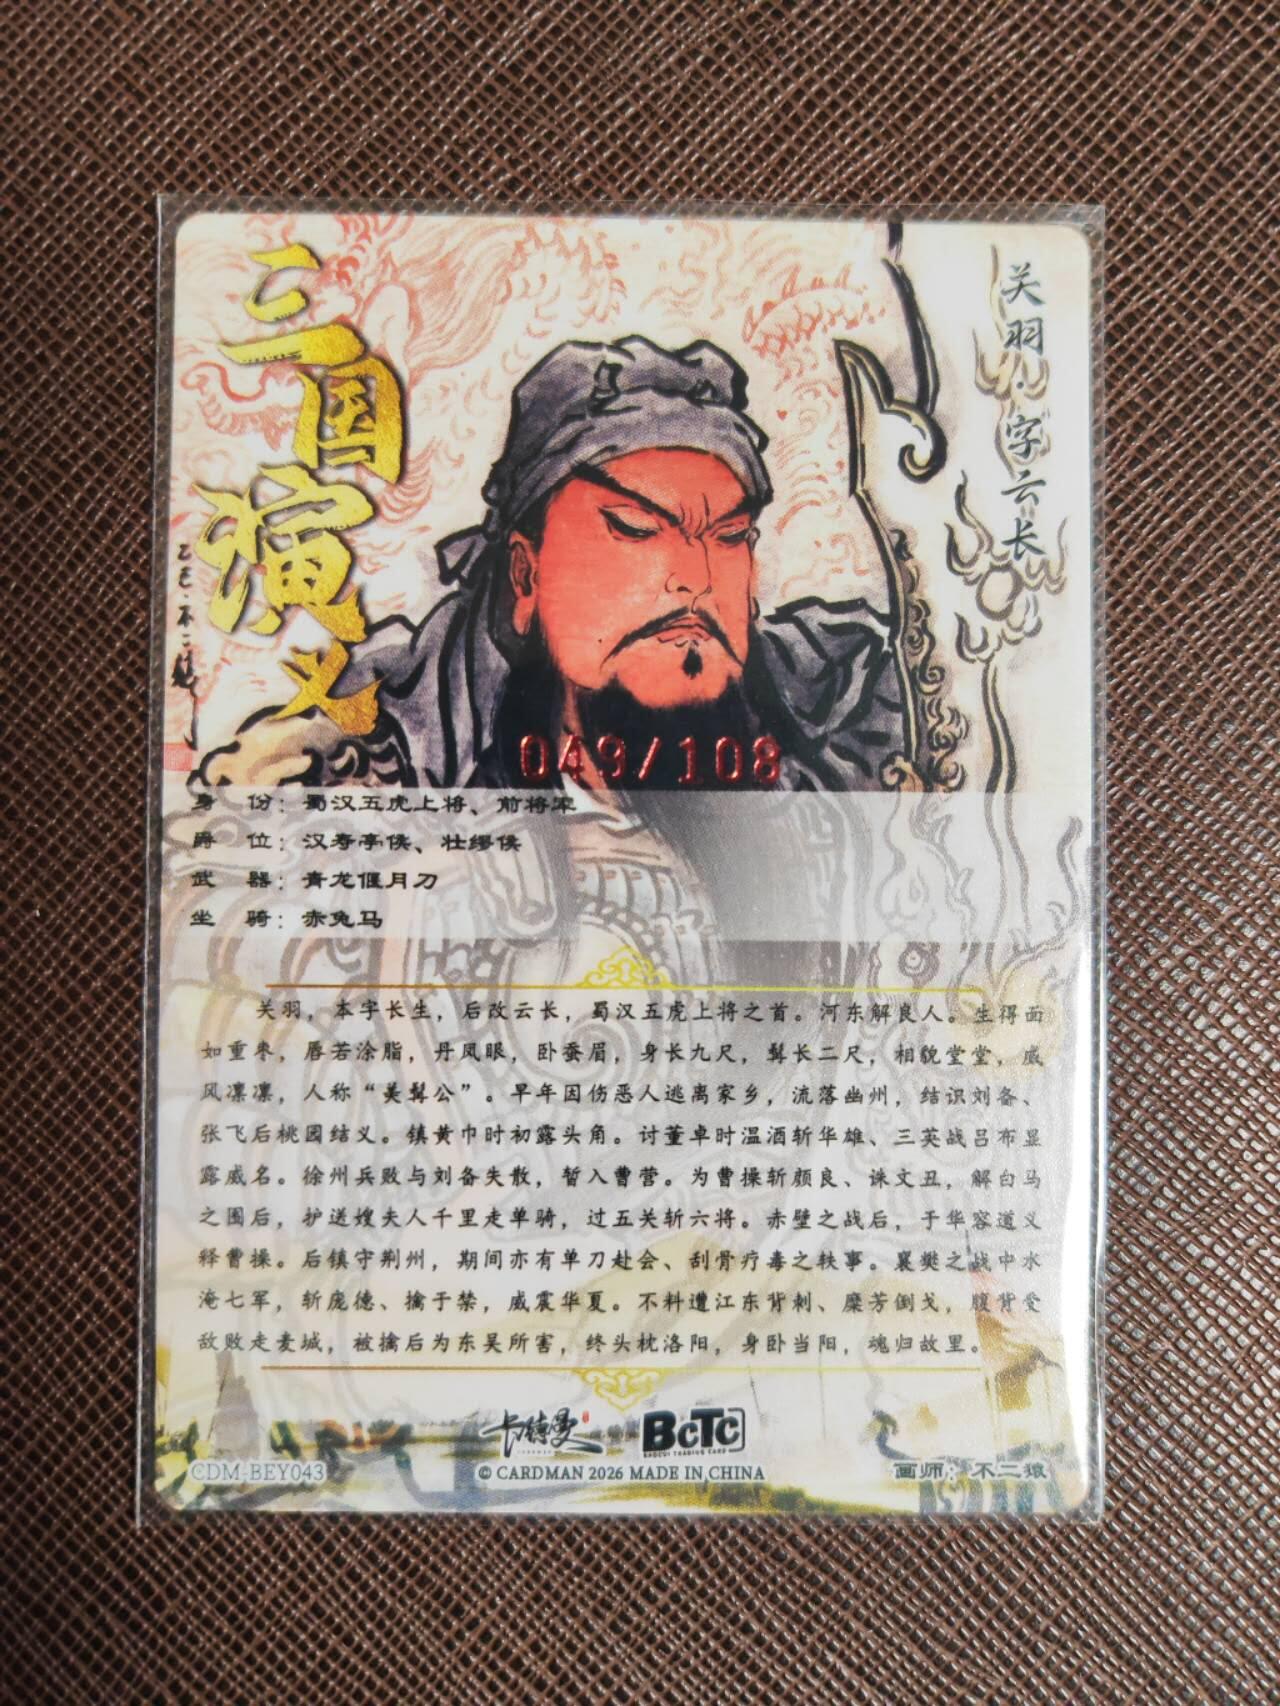 三国演义
关羽·字云长
乙巳·不二猿
049/108
身 份：蜀汉五虎上将、前将军
爵 位：汉寿亭侯、壮缪侯
武 器：青龙偃月刀
坐 骑：赤兔马
关羽，本字长生，后改云长，蜀汉五虎上将之首。河东解良人。生得面
如重枣，唇若涂脂，丹凤眼，卧蚕眉，身长九尺，髯长二尺，相貌堂堂，威
风凛凛，人称“美髯公”。早年因伤恶人逃离家乡，流落幽州，结识刘备、
张飞后桃园结义。镇黄巾时初露头角。讨董卓时温酒斩华雄、三英战吕布显
露威名。徐州兵败与刘备失散，暂入曹营。为曹操斩颜良、诛文丑，解白马
之围后，护送嫂夫人千里走单骑，过五关斩六将。赤壁之战后，于华容道义
释曹操。后镇守荆州，期间亦有单刀赴会、刮骨疗毒之轶事。襄樊之战中水
淹七军，斩庞德、擒于禁，威震华夏。不料遭江东背刺、糜芳倒戈，腹背受
敌败走麦城，被擒后为东吴所害，终头枕洛阳，身卧当阳，魂归故里。
卡德曼
BCTC
BAOCUI TRADING CARD
CDM-BEY043
© CARDMAN 2026 MADE IN CHINA
画师：不二猿